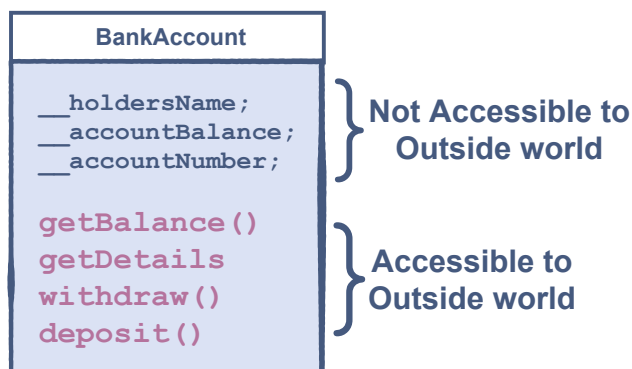 BankAccount
__holdersName;
__accountBalance;
__accountNumber;
Not Accessible to
Outside world
getBalance()
getDetails
withdraw()
deposit()
Accessible to
Outside world